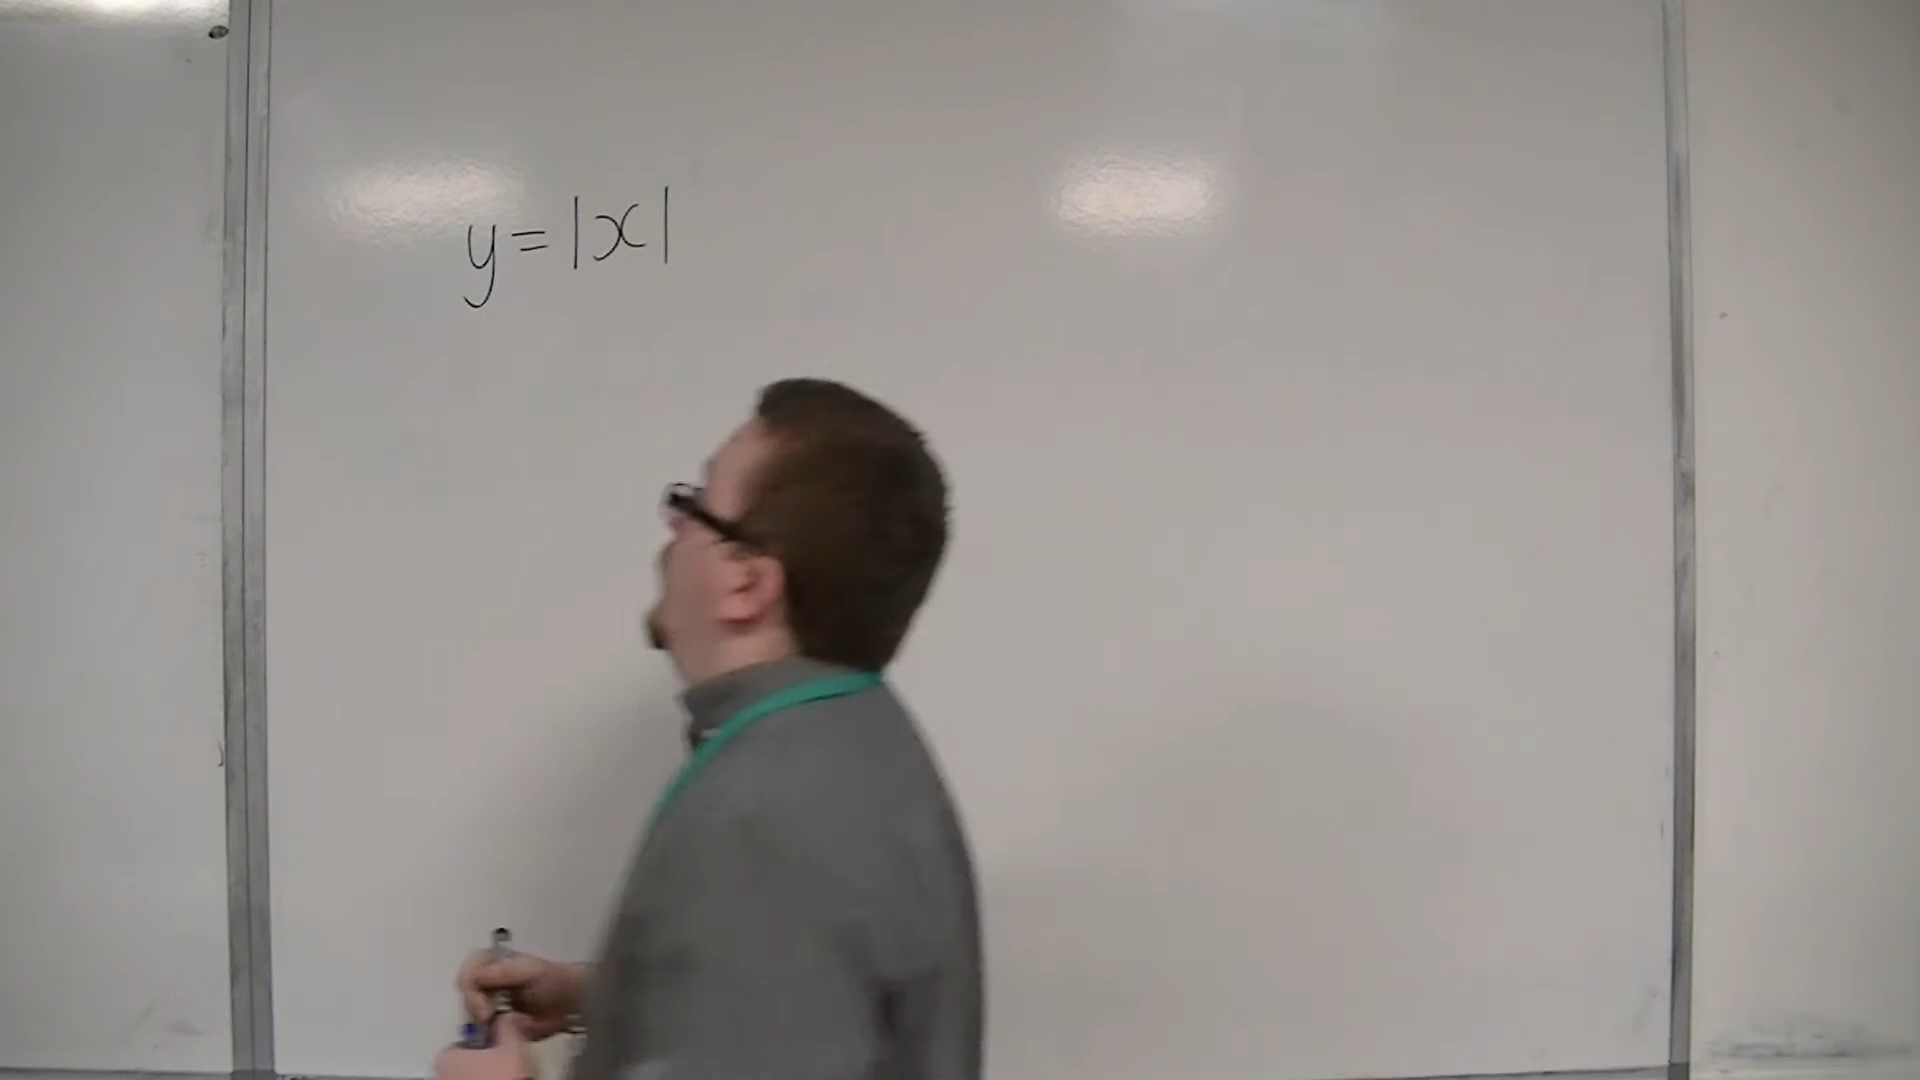 y = |x|